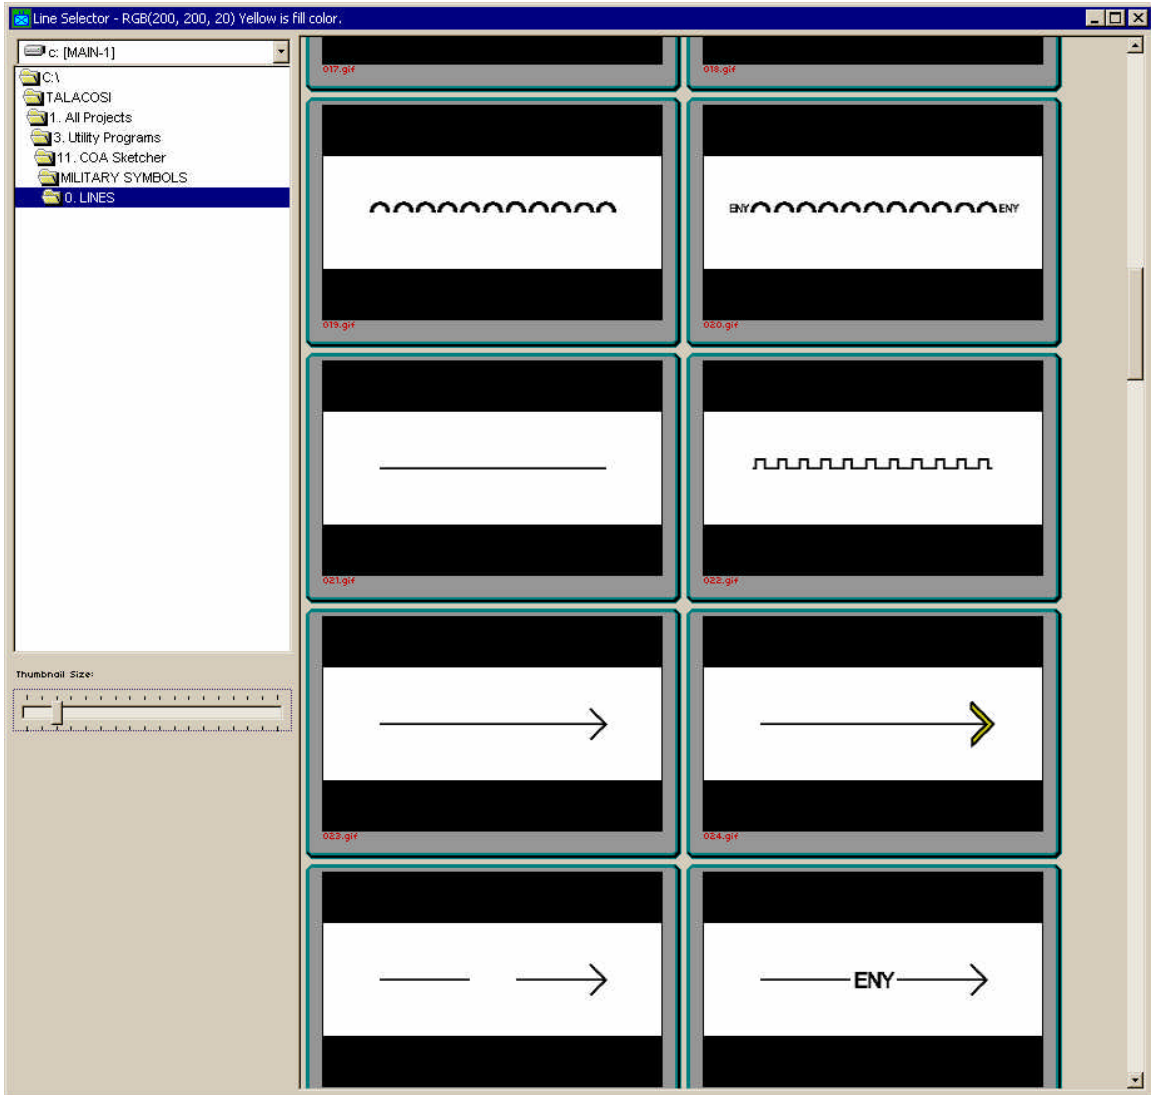 Line Selector - RGB(200, 200, 20) Yellow is fill color.
c: [MAIN-1]
C:\
TALACOSI
1. All Projects
3. Utility Programs
11. COA Sketcher
MILITARY SYMBOLS
0. LINES
Thumbnail Size:
017.gif
018.gif
ENY ENY
019.gif
020.gif
021.gif
022.gif
023.gif
024.gif
ENY